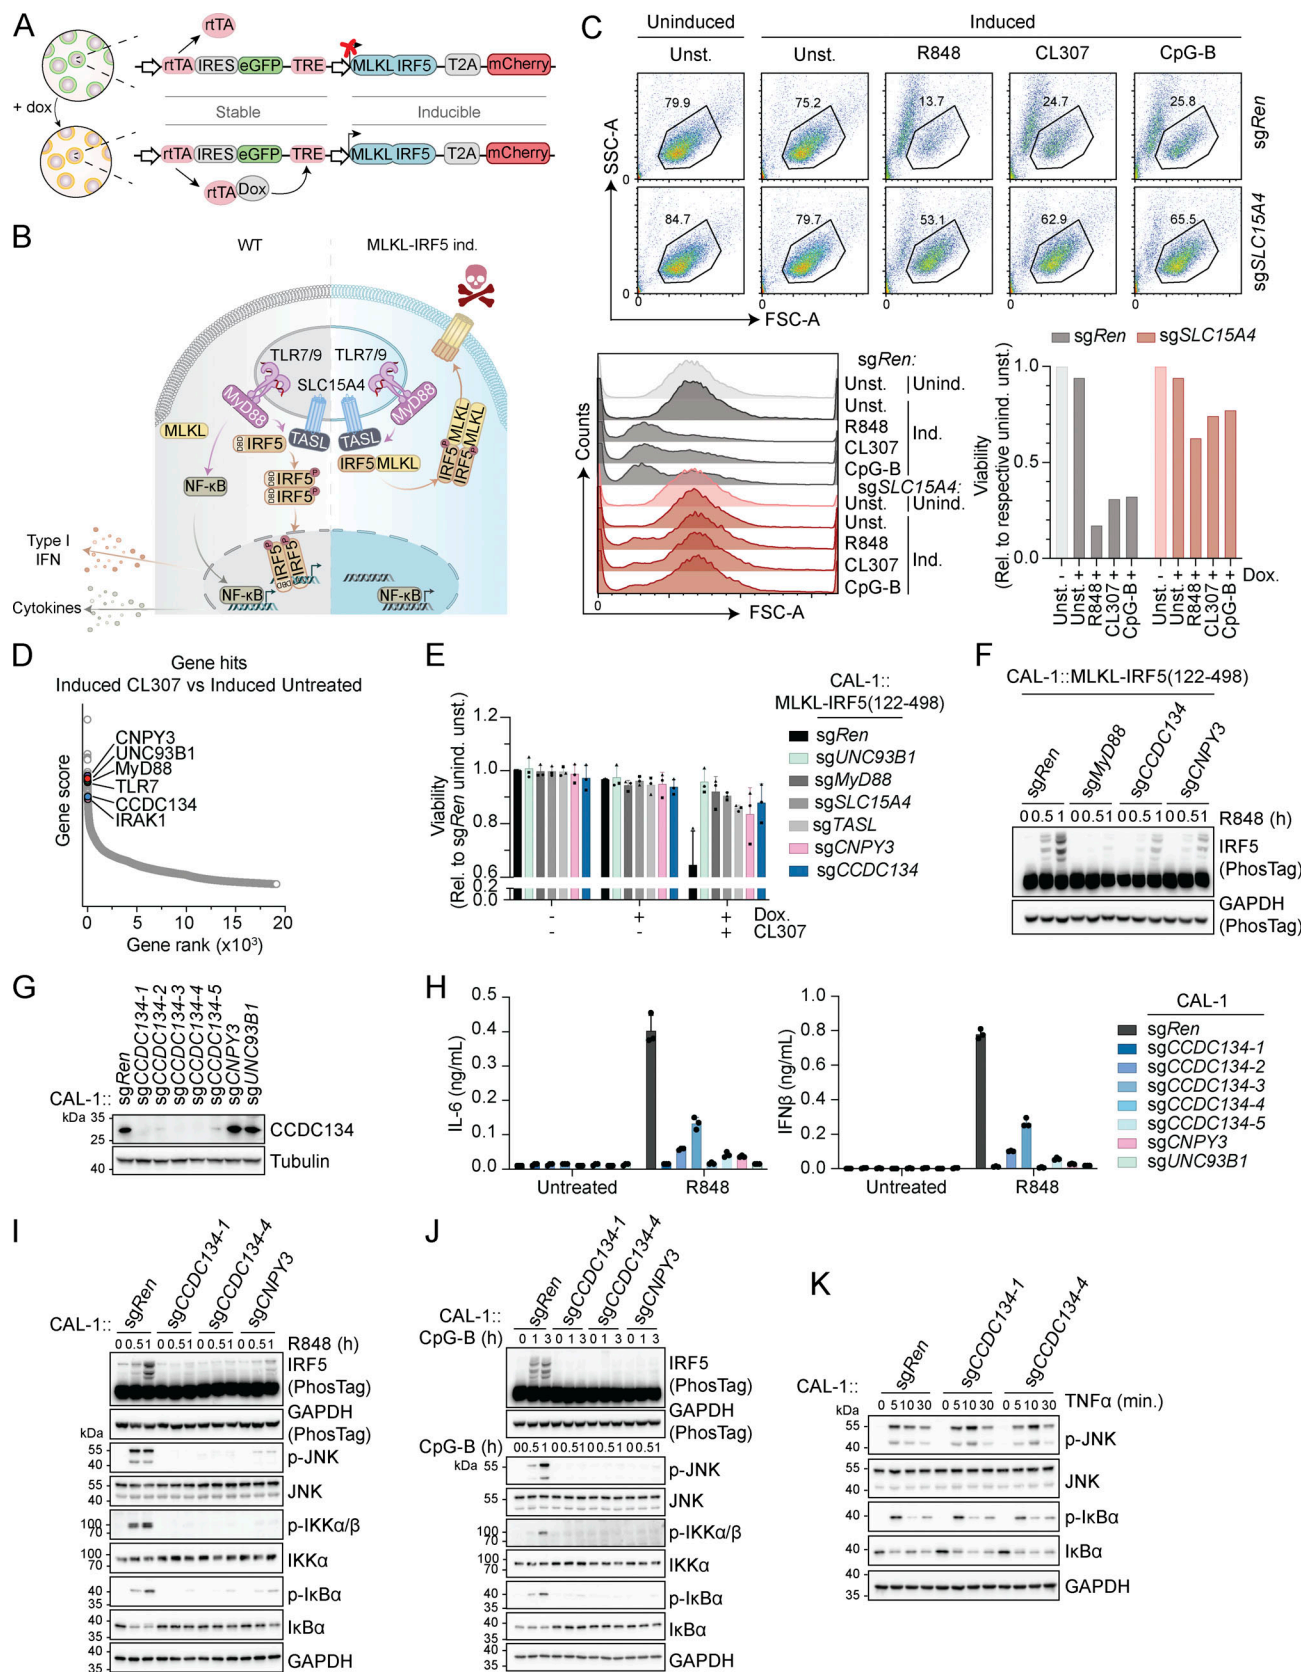 A
rtTA
rtTA IRES eGFP TRE MLKL IRF5 T2A mCherry
+ dox
Stable Inducible
rtTA IRES eGFP TRE MLKL IRF5 T2A mCherry
rtTA Dox
B
WT MLKL-IRF5 ind.
TLR7/9 TLR7/9
SLC15A4
MyD88 MyD88
TASL TASL
MLKL
DBD IRF5
IRF5 MLKL
IRF5 MLKL
IRF5 MLKL
P P
NF-κB
DBD IRF5 P
DBD IRF5 P
Type I
IFN
DBD IRF5 P
DBD IRF5 P
Cytokines
NF-κB NF-κB
C
Uninduced Induced
Unst. Unst. R848 CL307 CpG-B
79.9 75.2 13.7 24.7 25.8
sgRen
84.7 79.7 53.1 62.9 65.5
sgSLC15A4
SSC-A
FSC-A
0 0 0 0 0 0 0
sgRen:
Unst. Unind.
Unst.
R848
CL307
CpG-B
Ind.
sgSLC15A4:
Unst. Unind.
Unst.
R848
CL307
CpG-B
Ind.
Counts
0
FSC-A
sgRen sgSLC15A4
Viability
(Rel. to respective unind. unst.)
1.0
0.5
0.0
Unst. - Unst. + R848 + CL307 + CpG-B + Unst. - Unst. + R848 + CL307 + CpG-B + Dox.
D
Gene hits
Induced CL307 vs Induced Untreated
CNPY3
UNC93B1
MyD88
TLR7
CCDC134
IRAK1
Gene score
0 5 10 15 20
Gene rank (x10³)
E
Viability
(Rel. to sgRen unind. unst.)
1.2
1.0
0.8
0.6
0.2
0.0
- + + Dox.
- - + CL307
CAL-1::
MLKL-IRF5(122-498)
sgRen
sgUNC93B1
sgMyD88
sgSLC15A4
sgTASL
sgCNPY3
sgCCDC134
F
CAL-1::MLKL-IRF5(122-498)
sgRen sgMyD88 sgCCDC134 sgCNPY3
0 0.5 1 0 0.5 1 0 0.5 1 0 0.5 1 R848 (h)
IRF5
(PhosTag)
GAPDH
(PhosTag)
G
CAL-1:: sgRen sgCCDC134-1 sgCCDC134-2 sgCCDC134-3 sgCCDC134-4 sgCCDC134-5 sgCNPY3 sgUNC93B1
kDa
35
25
CCDC134
40
Tubulin
H
IL-6 (ng/mL)
0.5
0.4
0.3
0.2
0.1
0.0
Untreated R848
IFNβ (ng/mL)
1.0
0.8
0.6
0.4
0.2
0.0
Untreated R848
CAL-1
sgRen
sgCCDC134-1
sgCCDC134-2
sgCCDC134-3
sgCCDC134-4
sgCCDC134-5
sgCNPY3
sgUNC93B1
I
CAL-1:: sgRen sgCCDC134-1 sgCCDC134-4 sgCNPY3
0 0.5 1 0 0.5 1 0 0.5 1 0 0.5 1 R848 (h)
IRF5
(PhosTag)
GAPDH
(PhosTag)
kDa
55
40
p-JNK
55
40
JNK
100
70
p-IKKα/β
100
70
IKKα
40
p-IκBα
40
35
IκBα
40
35
GAPDH
J
sgRen sgCCDC134-1 sgCCDC134-4 sgCNPY3
CAL-1::
CpG-B (h) 0 1 3 0 1 3 0 1 3 0 1 3
IRF5
(PhosTag)
GAPDH
(PhosTag)
CpG-B (h) 0 0.5 1 0 0.5 1 0 0.5 1 0 0.5 1
kDa
55
p-JNK
55
JNK
100
70
p-IKKα/β
100
70
IKKα
40
35
p-IκBα
40
35
IκBα
40
35
GAPDH
K
CAL-1:: sgRen sgCCDC134-1 sgCCDC134-4
0 5 10 30 0 5 10 30 0 5 10 30 TNFα (min.)
kDa
55
40
p-JNK
55
40
JNK
40
p-IκBα
40
IκBα
40
35
GAPDH